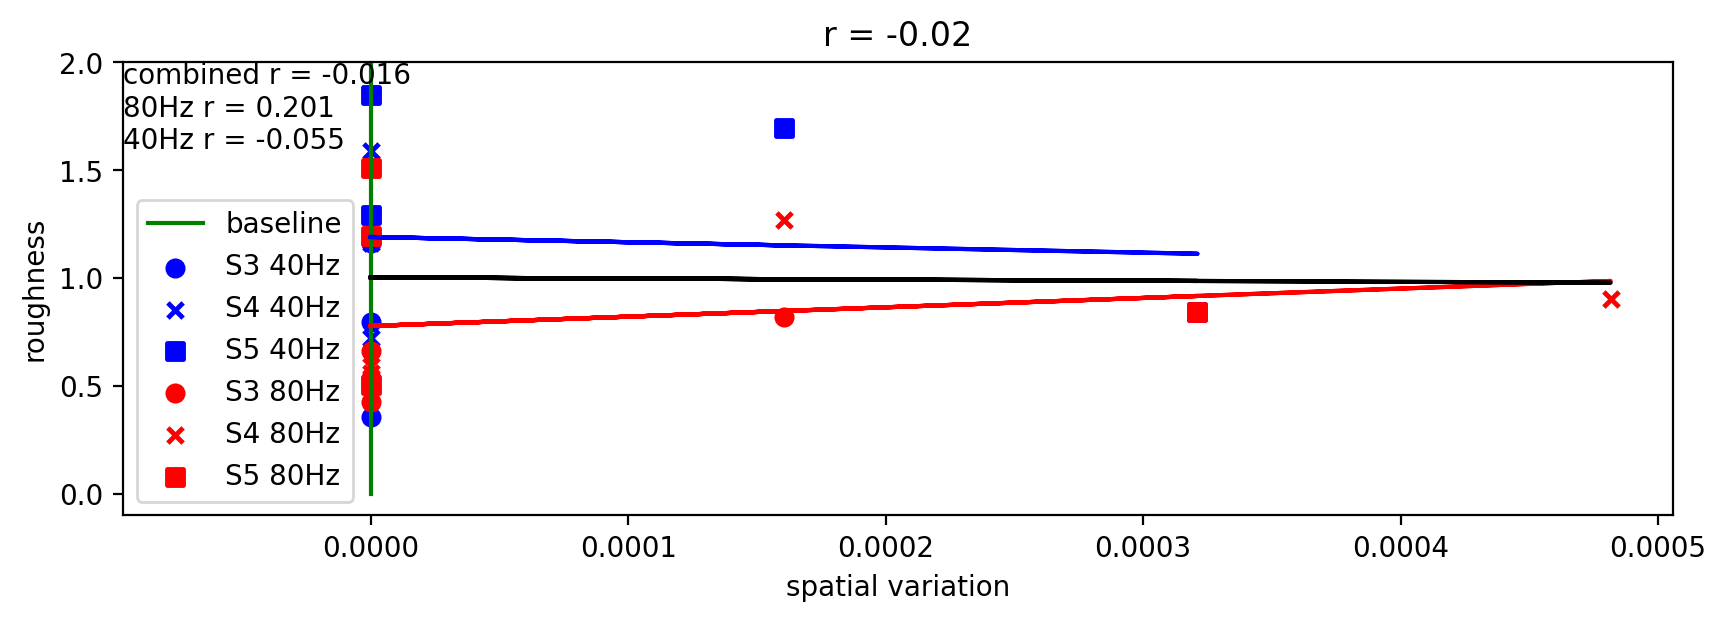 r = -0.02
combined r = -0.016
80Hz r = 0.201
40Hz r = -0.055
2.0
1.5
1.0
0.5
0.0
roughness
baseline
S3 40Hz
S4 40Hz
S5 40Hz
S3 80Hz
S4 80Hz
S5 80Hz
0.0000 0.0001 0.0002 0.0003 0.0004 0.0005
spatial variation